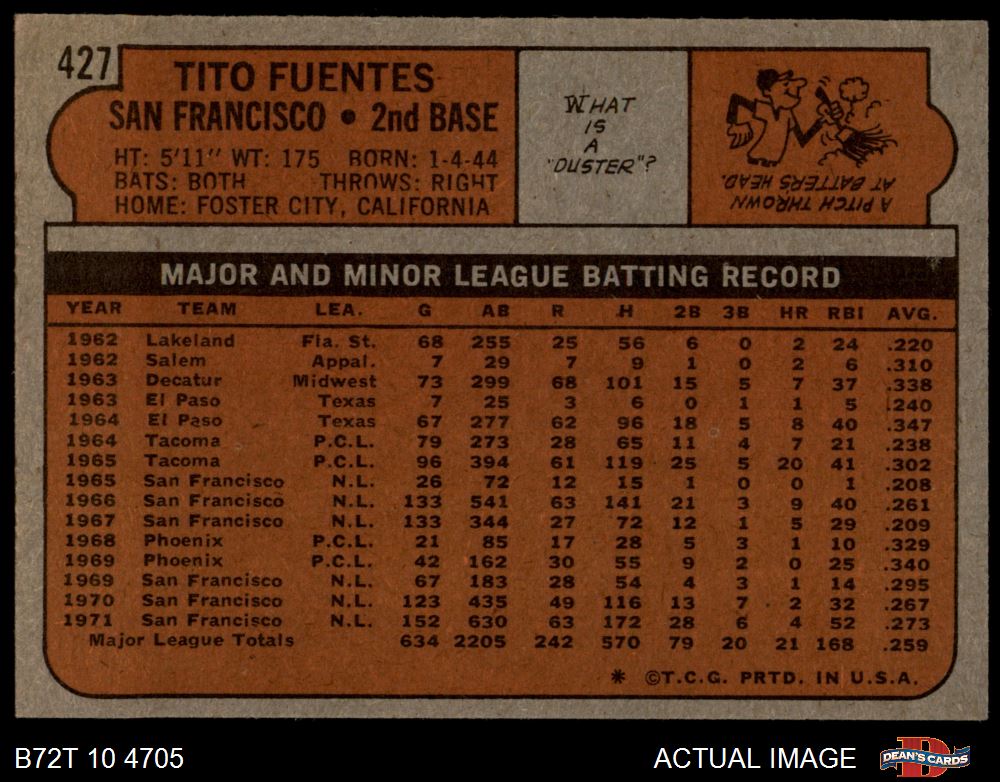 427
TITO FUENTES
SAN FRANCISCO • 2nd BASE
HT: 5'11" WT: 175 BORN: 1-4-44
BATS: BOTH THROWS: RIGHT
HOME: FOSTER CITY, CALIFORNIA
WHAT
IS
A
"DUSTER"?
A PITCH THROWN
AT BATTERS HEAD.
MAJOR AND MINOR LEAGUE BATTING RECORD
YEAR TEAM LEA. G AB R H 2B 3B HR RBI AVG.
1962 Lakeland Fla. St. 68 255 25 56 6 0 2 24 .220
1962 Salem Appal. 7 29 7 9 1 0 2 6 .310
1963 Decatur Midwest 73 299 68 101 15 5 7 37 .338
1963 El Paso Texas 7 25 3 6 0 1 1 5 .240
1964 El Paso Texas 67 277 62 96 18 5 8 40 .347
1964 Tacoma P.C.L. 79 273 28 65 11 4 7 21 .238
1965 Tacoma P.C.L. 96 394 61 119 25 5 20 41 .302
1965 San Francisco N.L. 26 72 12 15 1 0 0 1 .208
1966 San Francisco N.L. 133 541 63 141 21 3 9 40 .261
1967 San Francisco N.L. 133 344 27 72 12 1 5 29 .209
1968 Phoenix P.C.L. 21 85 17 28 5 3 1 10 .329
1969 Phoenix P.C.L. 42 162 30 55 9 2 0 25 .340
1969 San Francisco N.L. 67 183 28 54 4 3 1 14 .295
1970 San Francisco N.L. 123 435 49 116 13 7 2 32 .267
1971 San Francisco N.L. 152 630 63 172 28 6 4 52 .273
Major League Totals 634 2205 242 570 79 20 21 168 .259
* ©T.C.G. PRTD. IN U.S.A.
B72T 10 4705
ACTUAL IMAGE
DEAN'S CARDS